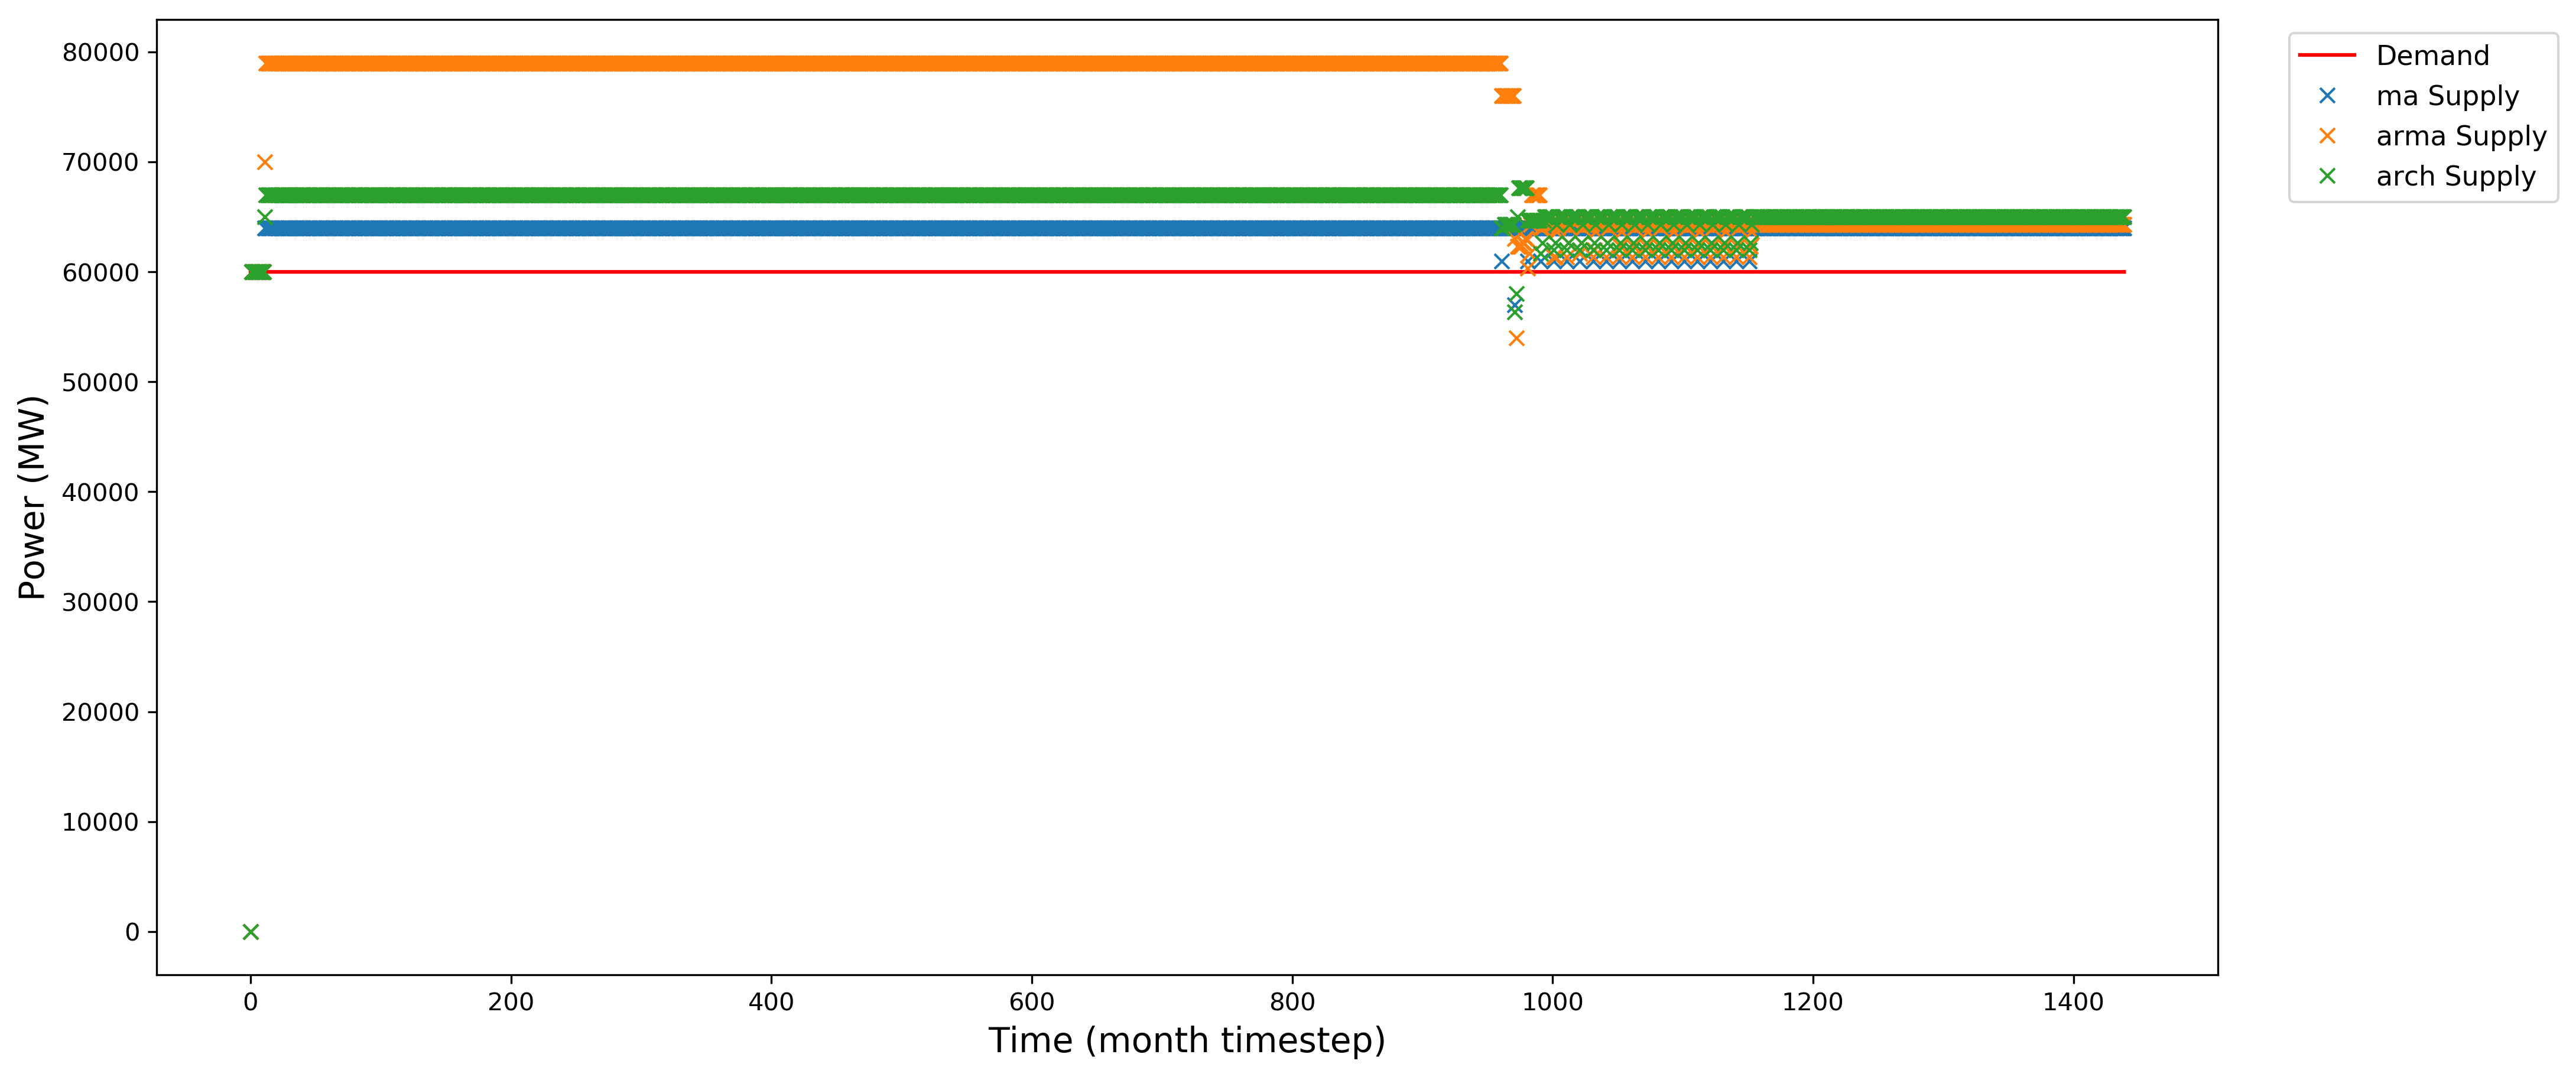 80000
70000
60000
50000
40000
30000
20000
10000
0
Power (MW)
0 200 400 600 800 1000 1200 1400
Time (month timestep)
Demand
ma Supply
arma Supply
arch Supply